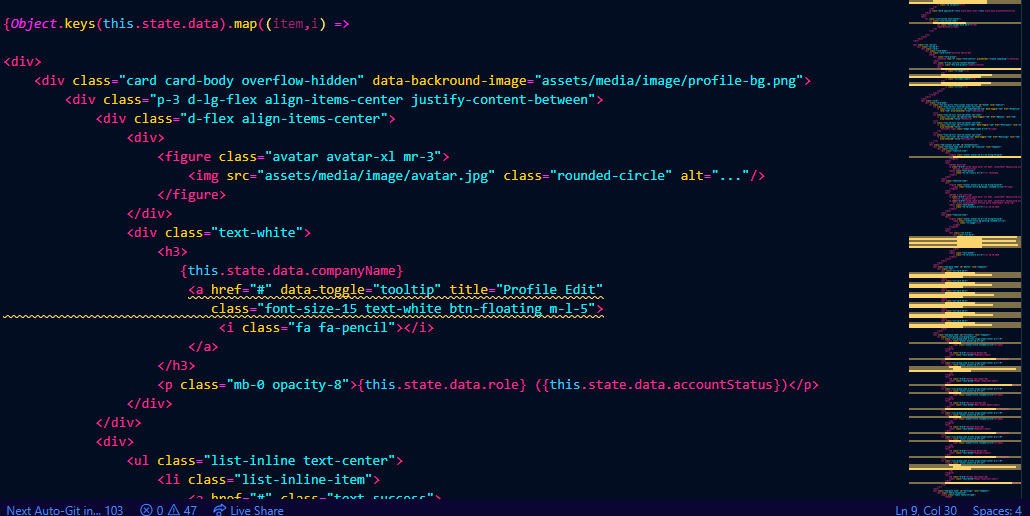 {Object.keys(this.state.data).map((item,i) =>
<div>
<div class="card card-body overflow-hidden" data-backround-image="assets/media/image/profile-bg.png">
<div class="p-3 d-lg-flex align-items-center justify-content-between">
<div class="d-flex align-items-center">
<div>
<figure class="avatar avatar-xl mr-3">
<img src="assets/media/image/avatar.jpg" class="rounded-circle" alt="..."/>
</figure>
</div>
<div class="text-white">
<h3>
{this.state.data.companyName}
<a href="#" data-toggle="tooltip" title="Profile Edit"
class="font-size-15 text-white btn-floating m-l-5">
<i class="fa fa-pencil"></i>
</a>
</h3>
<p class="mb-0 opacity-8">{this.state.data.role} ({this.state.data.accountStatus})</p>
</div>
</div>
<div>
<ul class="list-inline text-center">
<li class="list-inline-item">
<a href="#" class="text-success">
Next Auto-Git in... 103 0 47 Live Share Ln 9, Col 30 Spaces: 4